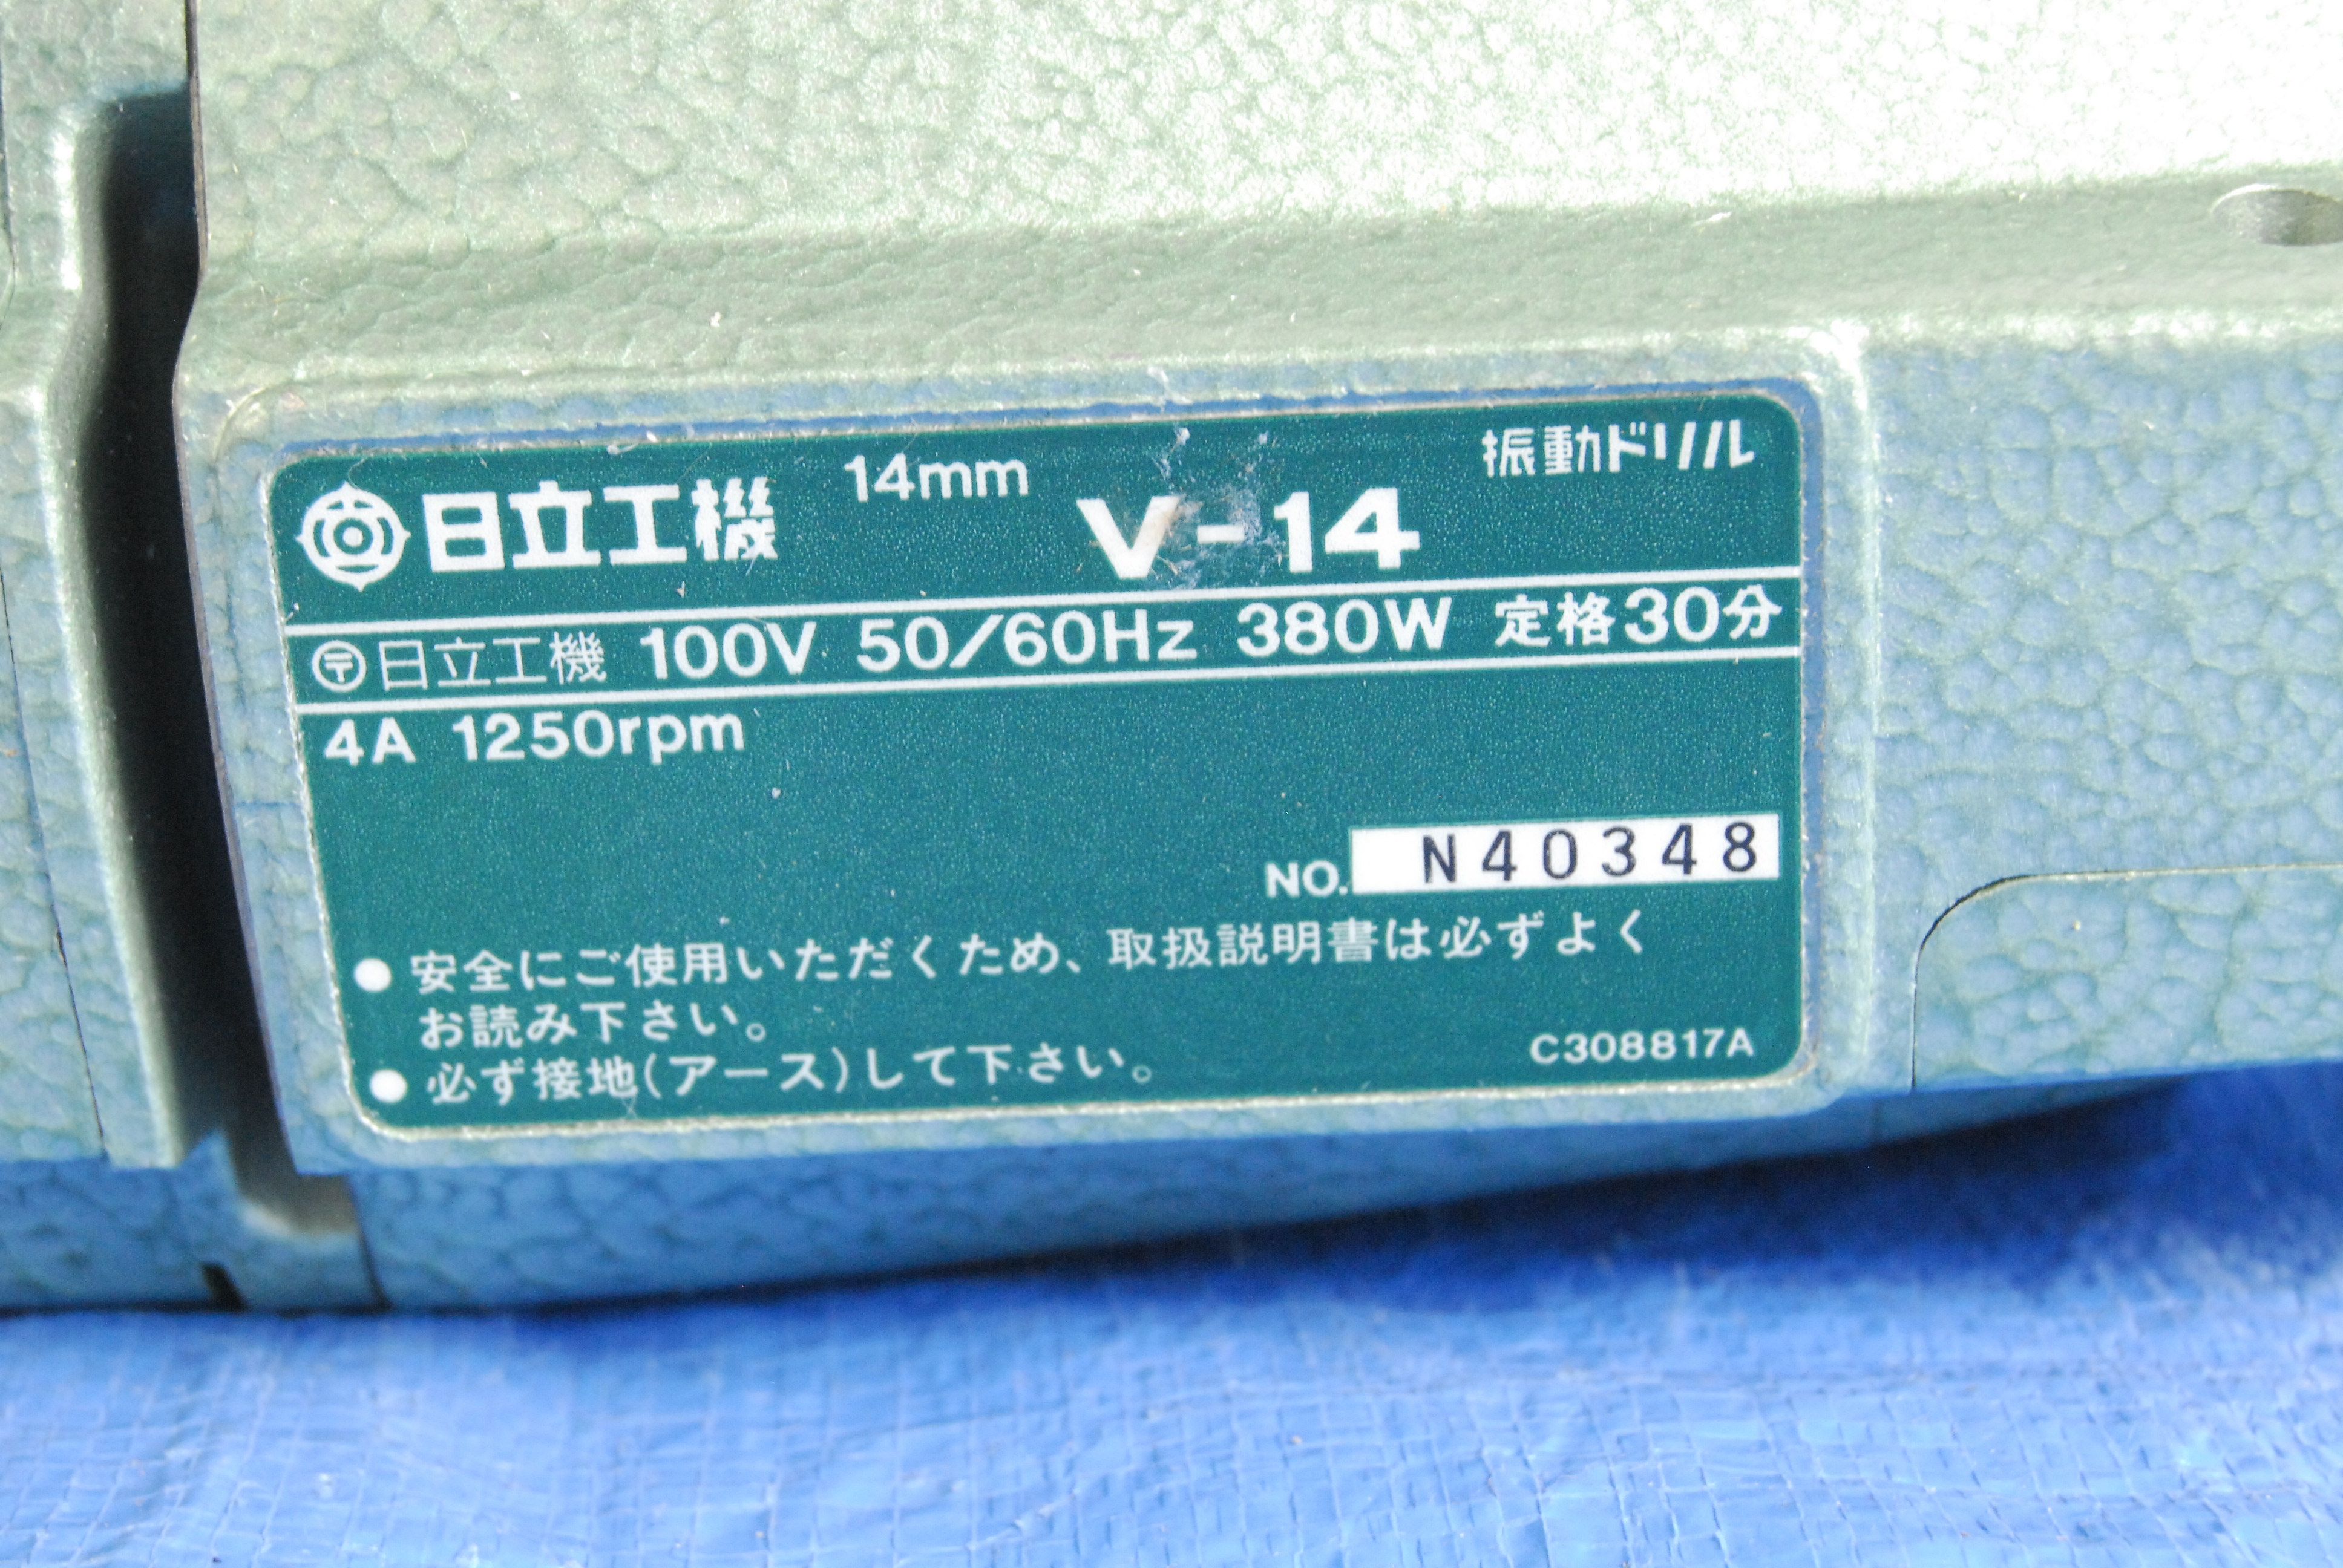 日立工機 14mm V-14 振動ドリル
〶日立工機 100V 50/60Hz 380W 定格30分
4A 1250rpm
NO. N40348
● 安全にご使用いただくため、取扱説明書は必ずよく
お読み下さい。
● 必ず接地(アース)して下さい。
C308817A